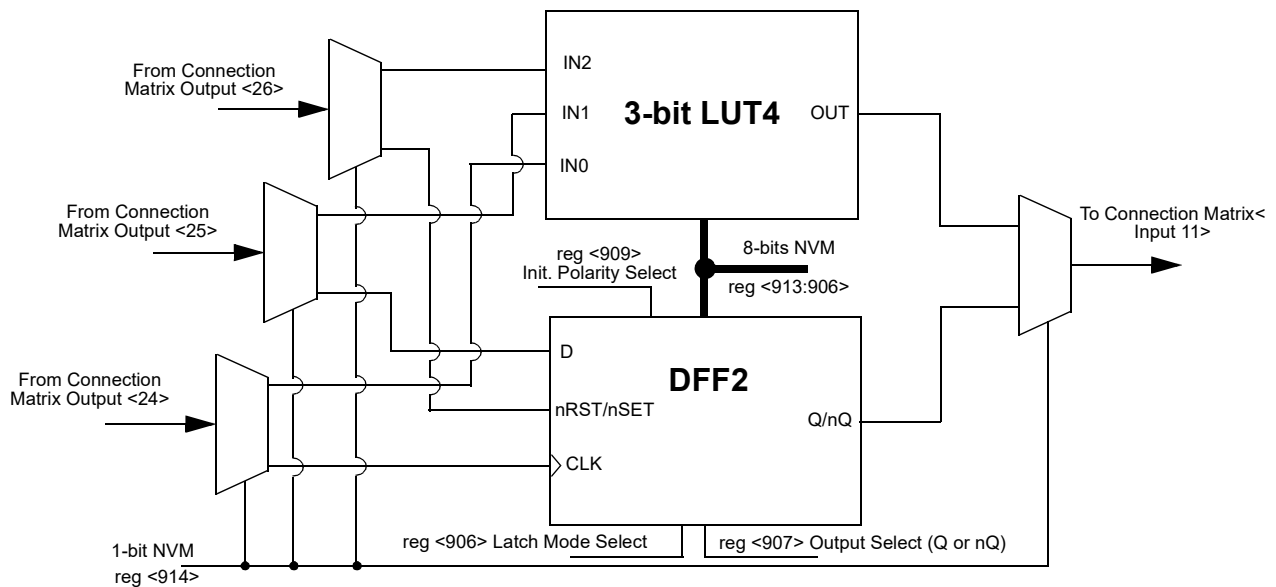 From Connection
Matrix Output <26>
IN2
IN1
IN0
3-bit LUT4
OUT
From Connection
Matrix Output <25>
To Connection Matrix<
Input 11>
8-bits NVM
reg <913:906>
reg <909>
Init. Polarity Select
D
DFF2
nRST/nSET
Q/nQ
CLK
From Connection
Matrix Output <24>
reg <906> Latch Mode Select
reg <907> Output Select (Q or nQ)
1-bit NVM
reg <914>